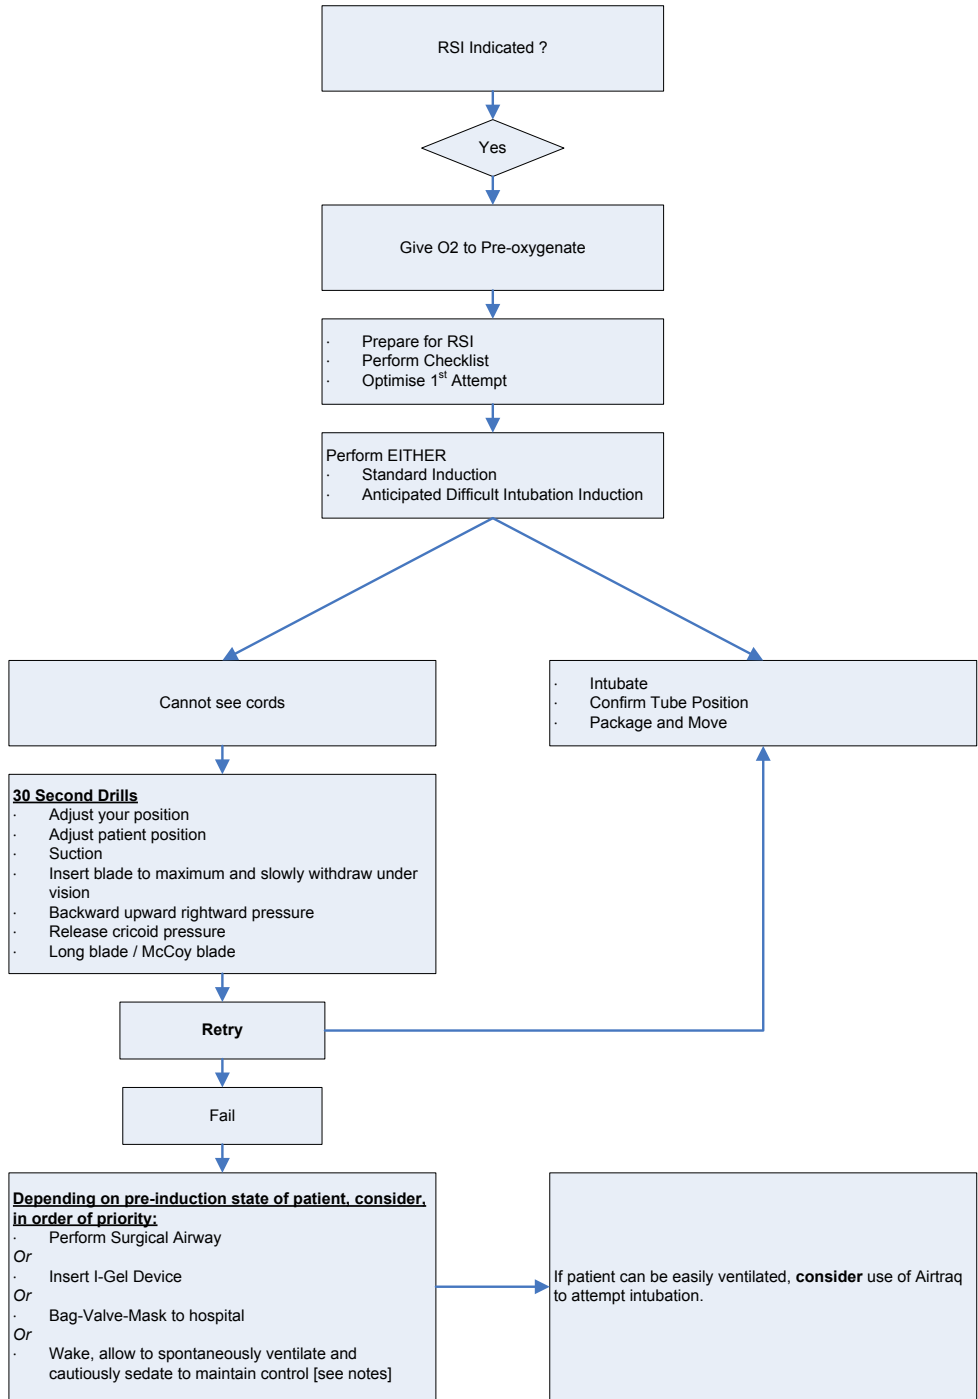 RSI Indicated ?
Yes
Give O2 to Pre-oxygenate
· Prepare for RSI
· Perform Checklist
· Optimise 1st Attempt
Perform EITHER
· Standard Induction
· Anticipated Difficult Intubation Induction
Cannot see cords
· Intubate
· Confirm Tube Position
· Package and Move
30 Second Drills
· Adjust your position
· Adjust patient position
· Suction
· Insert blade to maximum and slowly withdraw under
vision
· Backward upward rightward pressure
· Release cricoid pressure
· Long blade / McCoy blade
Retry
Fail
Depending on pre-induction state of patient, consider,
in order of priority:
· Perform Surgical Airway
Or
· Insert I-Gel Device
Or
· Bag-Valve-Mask to hospital
Or
· Wake, allow to spontaneously ventilate and
cautiously sedate to maintain control [see notes]
If patient can be easily ventilated, consider use of Airtraq
to attempt intubation.